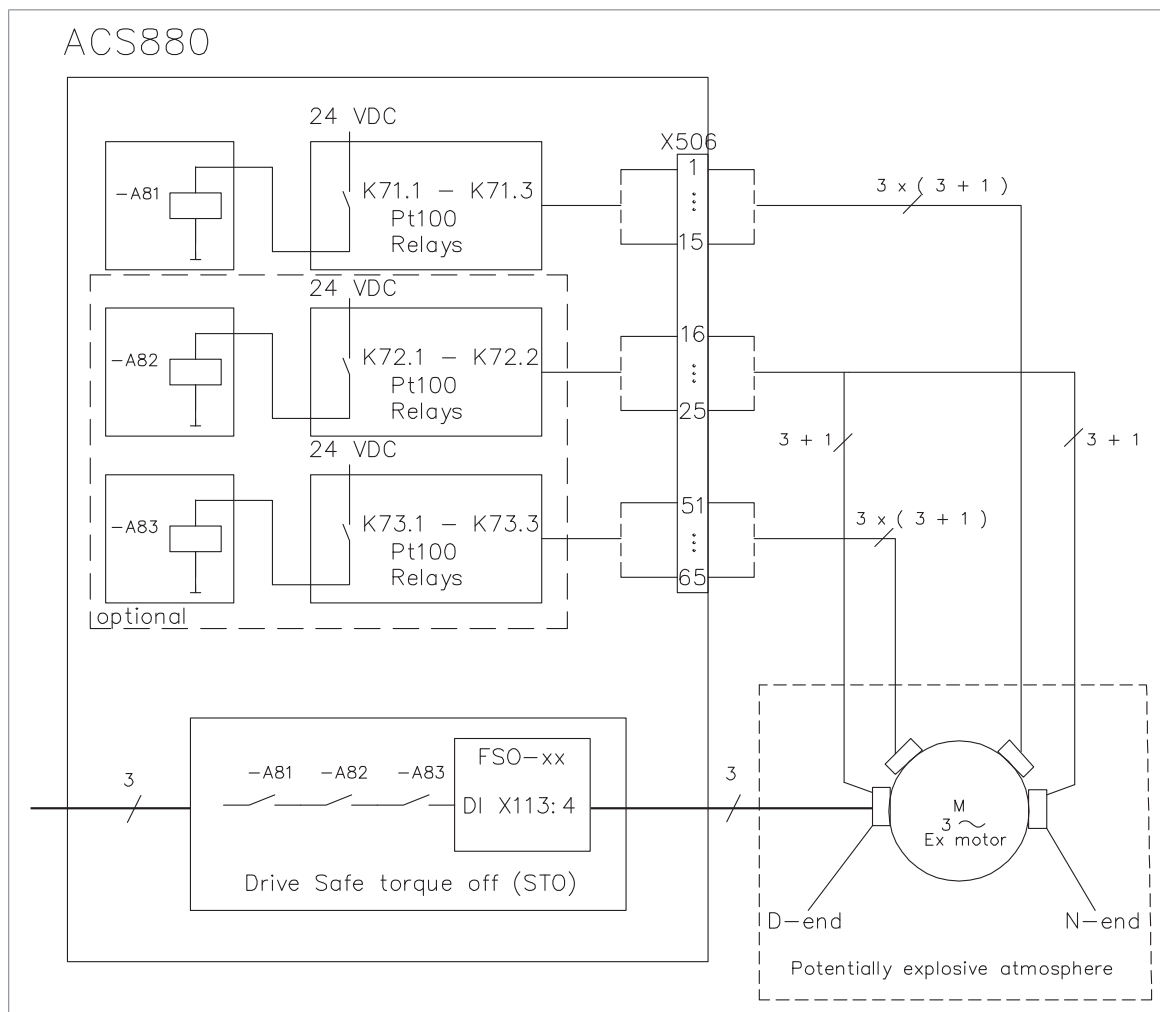 ACS880
24 VDC
X506
-A81
K71.1 - K71.3
Pt100
Relays
1
15
3 x ( 3 + 1 )
24 VDC
-A82
K72.1 - K72.2
Pt100
Relays
16
25
3 + 1
3 + 1
24 VDC
-A83
K73.1 - K73.3
Pt100
Relays
51
65
3 x ( 3 + 1 )
optional
3
-A81
-A82
-A83
FSO-xx
DI X113:4
Drive Safe torque off (STO)
3
M
3 ~
Ex motor
D-end
N-end
Potentially explosive atmosphere